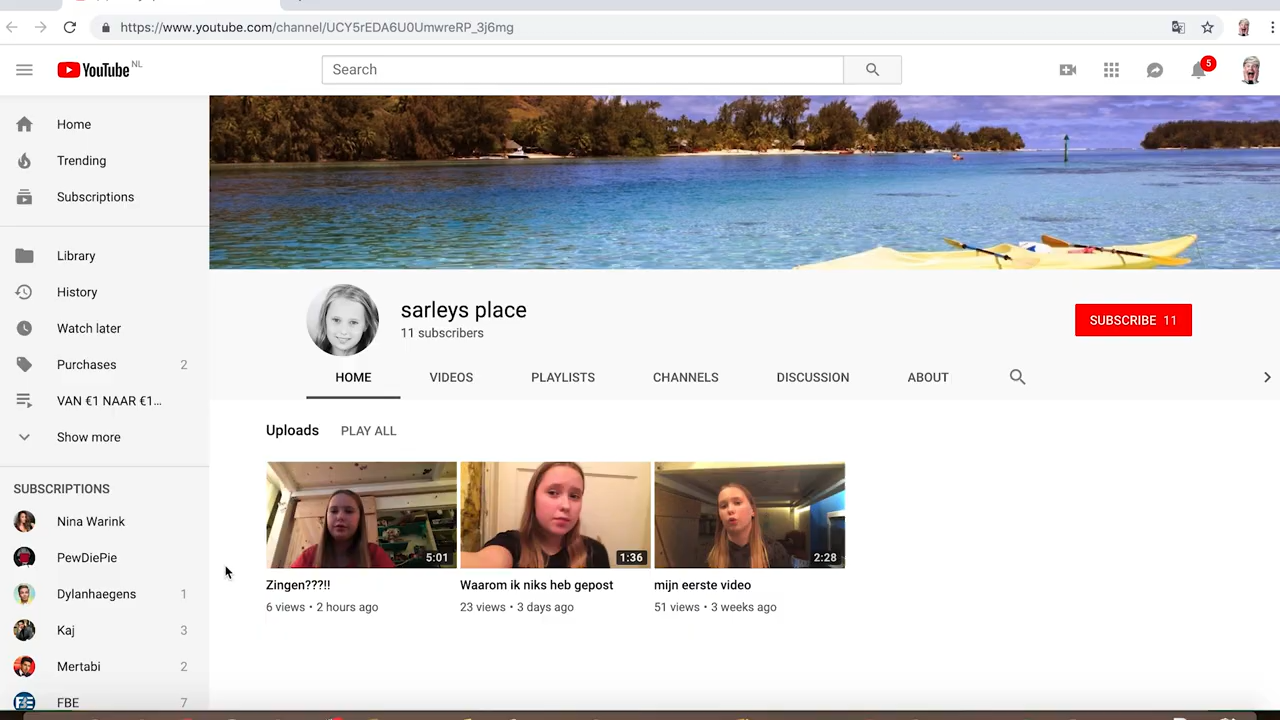 https://www.youtube.com/channel/UCY5rEDA6U0UmwreRP_3j6mg
YouTube NL
Search
5
Home
Trending
Subscriptions
Library
History
Watch later
Purchases 2
VAN €1 NAAR €1...
Show more
SUBSCRIPTIONS
Nina Warink
PewDiePie
Dylanhaegens 1
Kaj 3
Mertabi 2
FBE 7
sarleys place
11 subscribers
SUBSCRIBE 11
HOME VIDEOS PLAYLISTS CHANNELS DISCUSSION ABOUT
Uploads PLAY ALL
5:01 1:36 2:28
Zingen???!! Waarom ik niks heb gepost mijn eerste video
6 views • 2 hours ago 23 views • 3 days ago 51 views • 3 weeks ago